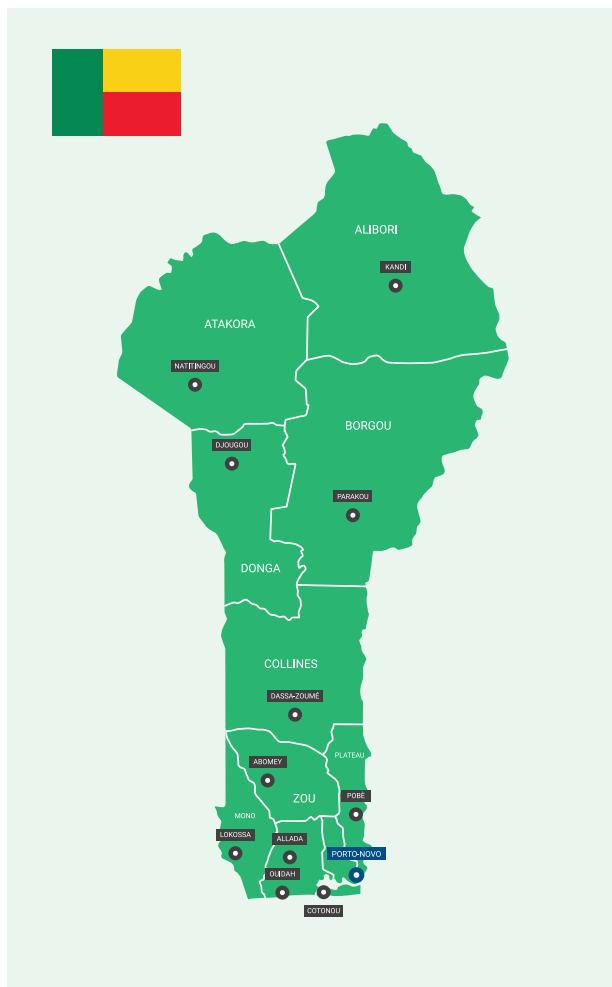 ALIBORI
KANDI
ATAKORA
NATITINGOU
BORGOU
DJOUGOU
PARAKOU
DONGA
COLLINES
DASSA-ZOUMÉ
PLATEAU
ABOMEY
ZOU
POBÈ
MONO
LOKOSSA
ALLADA
PORTO-NOVO
OUIDAH
COTONOU